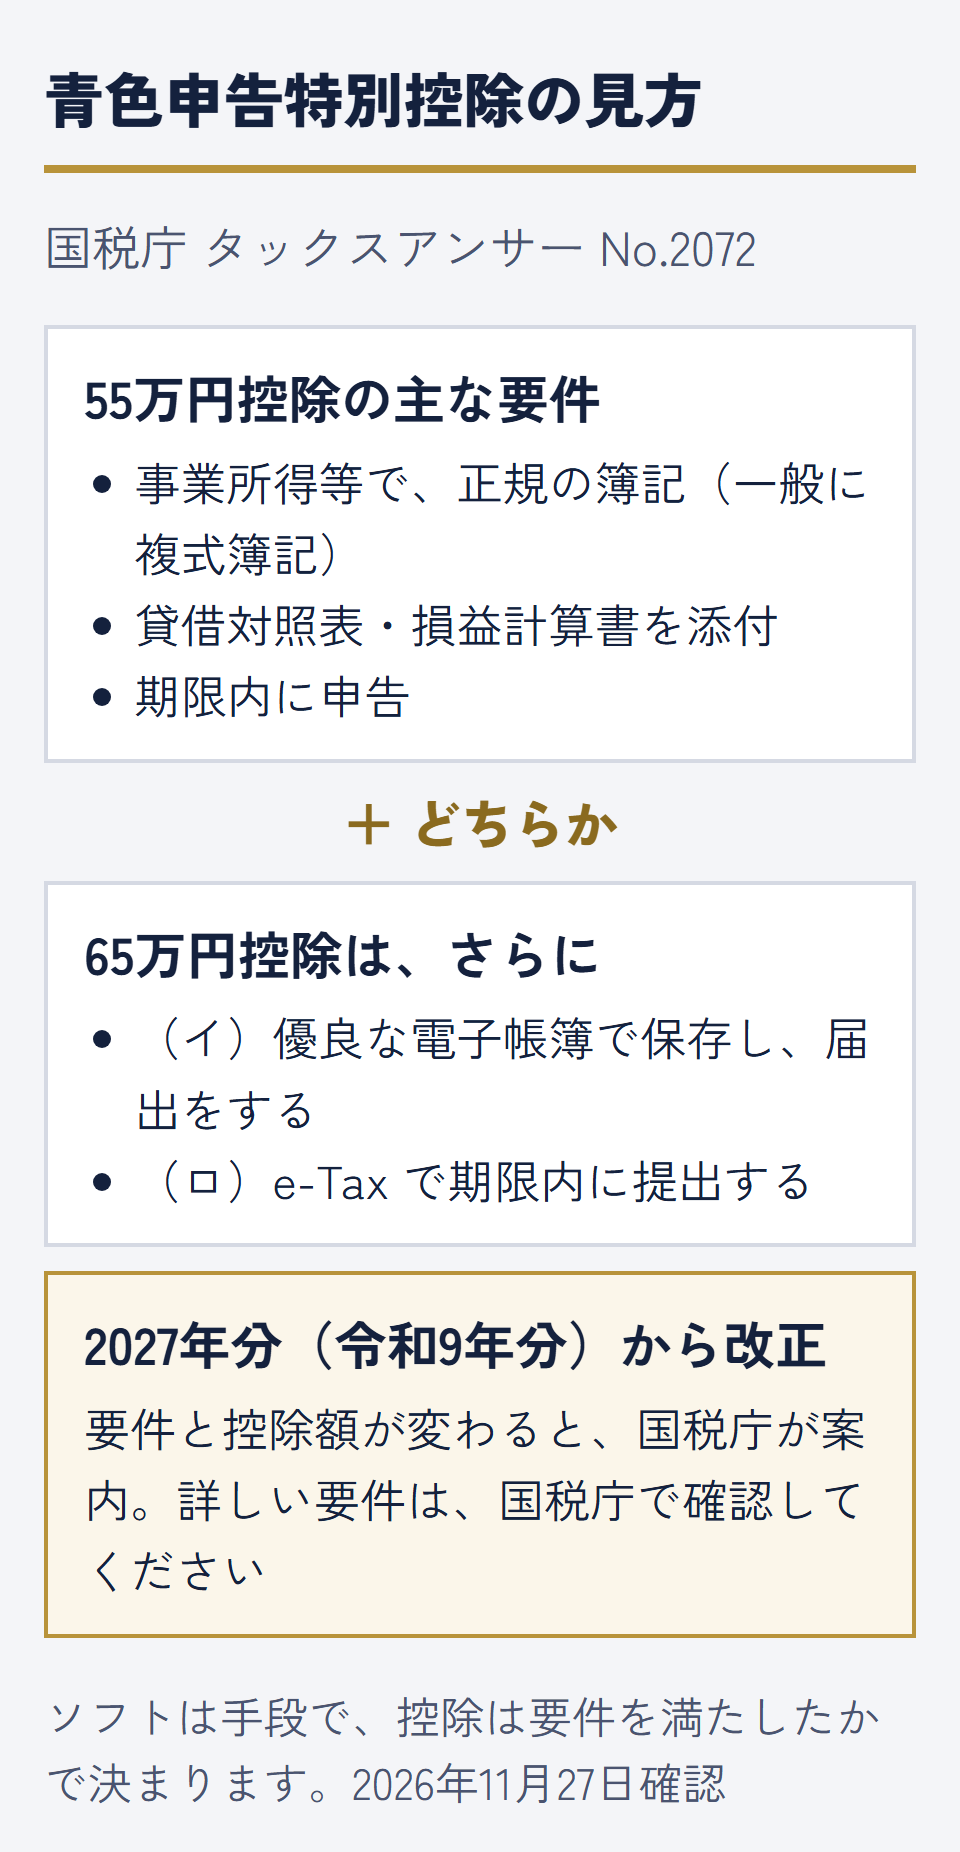 青色申告特別控除の見方
国税庁 タックスアンサー No.2072
55万円控除の主な要件
• 事業所得等で、正規の簿記（一般に
複式簿記）
• 貸借対照表・損益計算書を添付
• 期限内に申告
＋ どちらか
65万円控除は、さらに
• （イ）優良な電子帳簿で保存し、届
出をする
• （ロ）e-Tax で期限内に提出する
2027年分（令和9年分）から改正
要件と控除額が変わると、国税庁が案
内。詳しい要件は、国税庁で確認して
ください
ソフトは手段で、控除は要件を満たしたか
で決まります。2026年11月27日確認